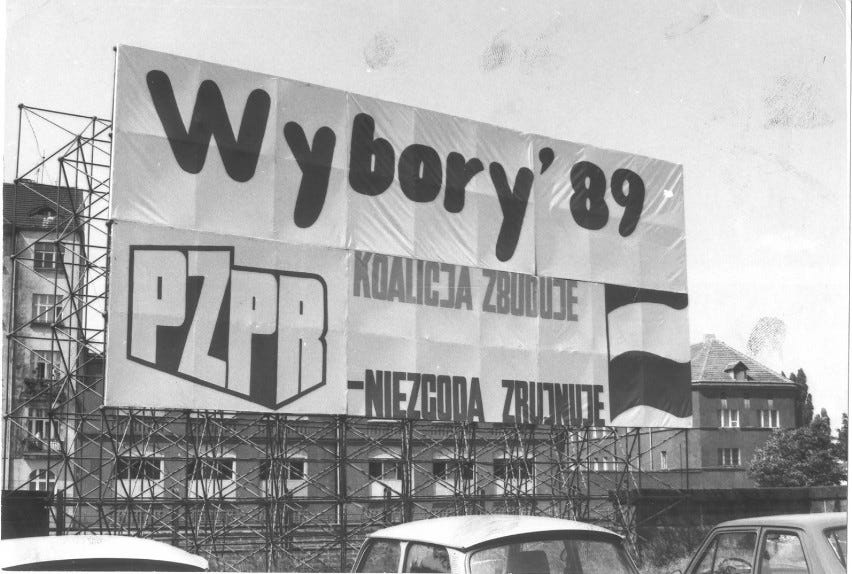 Wybory' 89
PZPR
KOALICJA ZBUDUJE
-NIEZGODA ZRUJNUJE